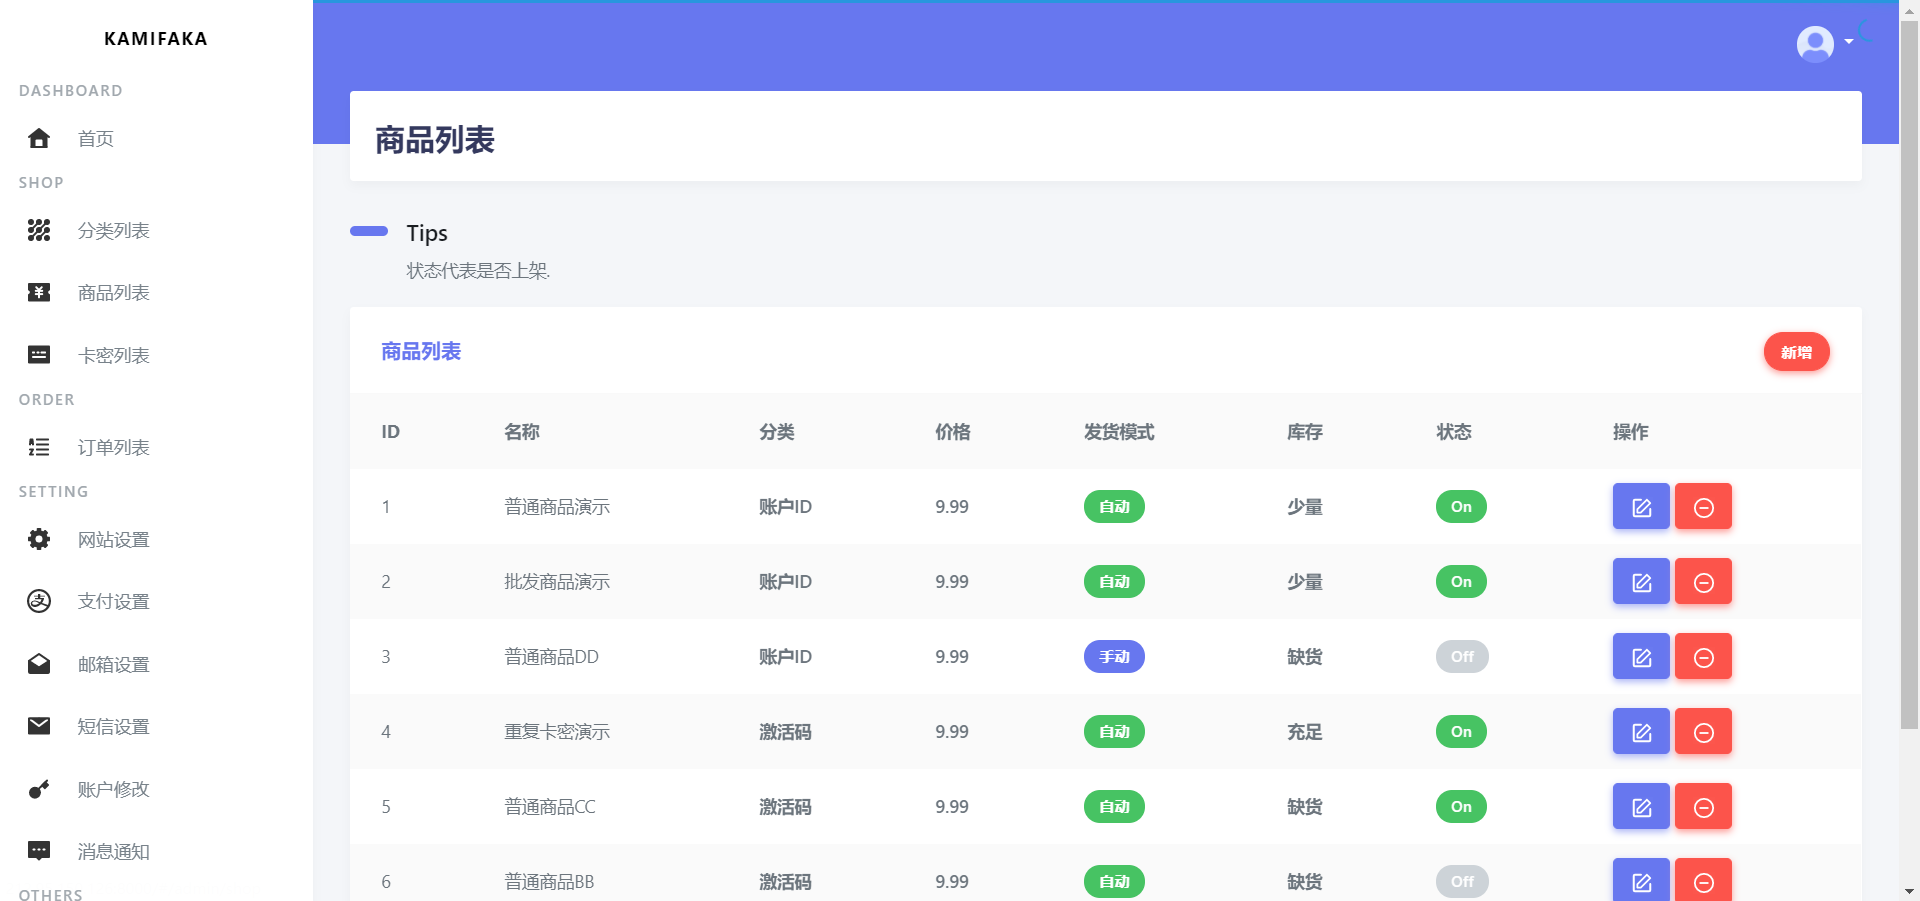 KAMIFAKA
DASHBOARD
首页
SHOP
分类列表
商品列表
卡密列表
ORDER
订单列表
SETTING
网站设置
支付设置
邮箱设置
短信设置
账户修改
消息通知
OTHERS
商品列表
Tips
状态代表是否上架.
商品列表 新增
ID 名称 分类 价格 发货模式 库存 状态 操作
1 普通商品演示 账户ID 9.99 自动 少量 On
2 批发商品演示 账户ID 9.99 自动 少量 On
3 普通商品DD 账户ID 9.99 手动 缺货 Off
4 重复卡密演示 激活码 9.99 自动 充足 On
5 普通商品CC 激活码 9.99 自动 缺货 On
6 普通商品BB 激活码 9.99 自动 缺货 Off